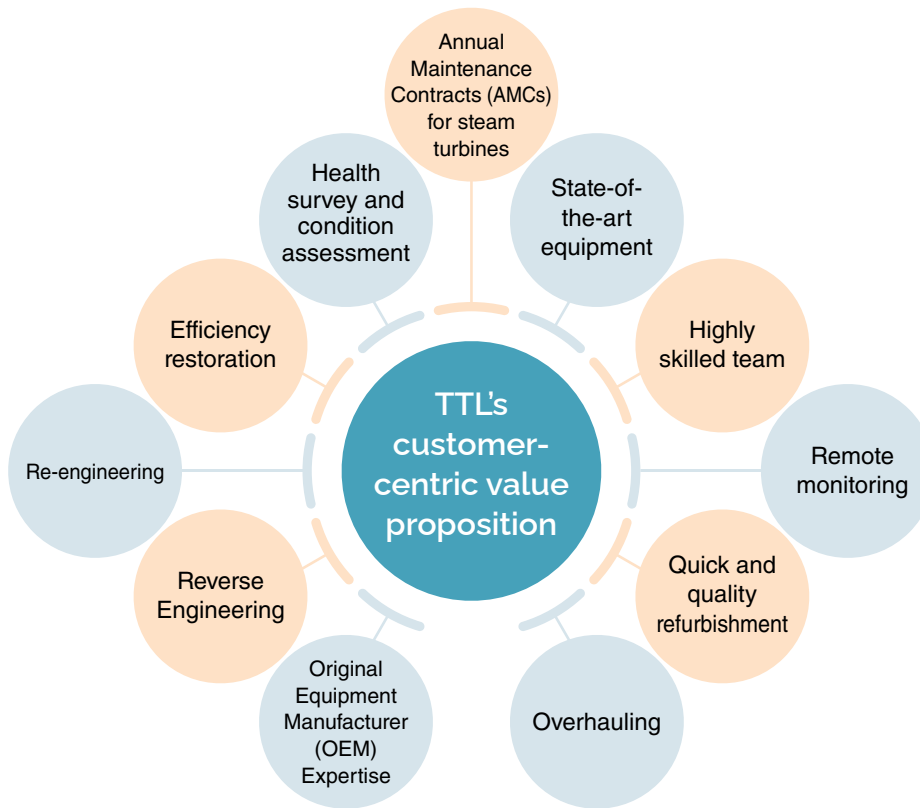 Annual
Maintenance
Contracts (AMCs)
for steam
turbines
Health
survey and
condition
assessment
State-of-
the-art
equipment
Efficiency
restoration
Highly
skilled team
TTL's
customer-
centric value
proposition
Re-engineering
Remote
monitoring
Reverse
Engineering
Quick and
quality
refurbishment
Original
Equipment
Manufacturer
(OEM)
Expertise
Overhauling